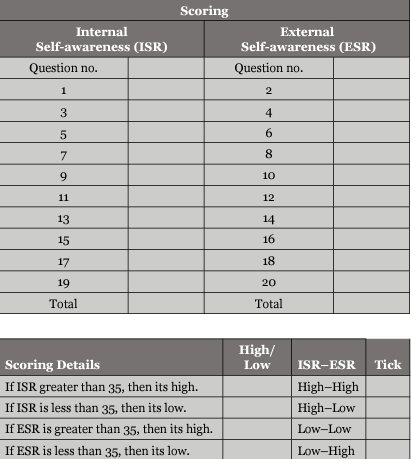 Scoring
Internal Self-awareness (ISR) External Self-awareness (ESR)
Question no. Question no.
1 2
3 4
5 6
7 8
9 10
11 12
13 14
15 16
17 18
19 20
Total Total
Scoring Details High/Low ISR–ESR Tick
If ISR greater than 35, then its high. High–High
If ISR is less than 35, then its low. High–Low
If ESR is greater than 35, then its high. Low–Low
If ESR is less than 35, then its low. Low–High